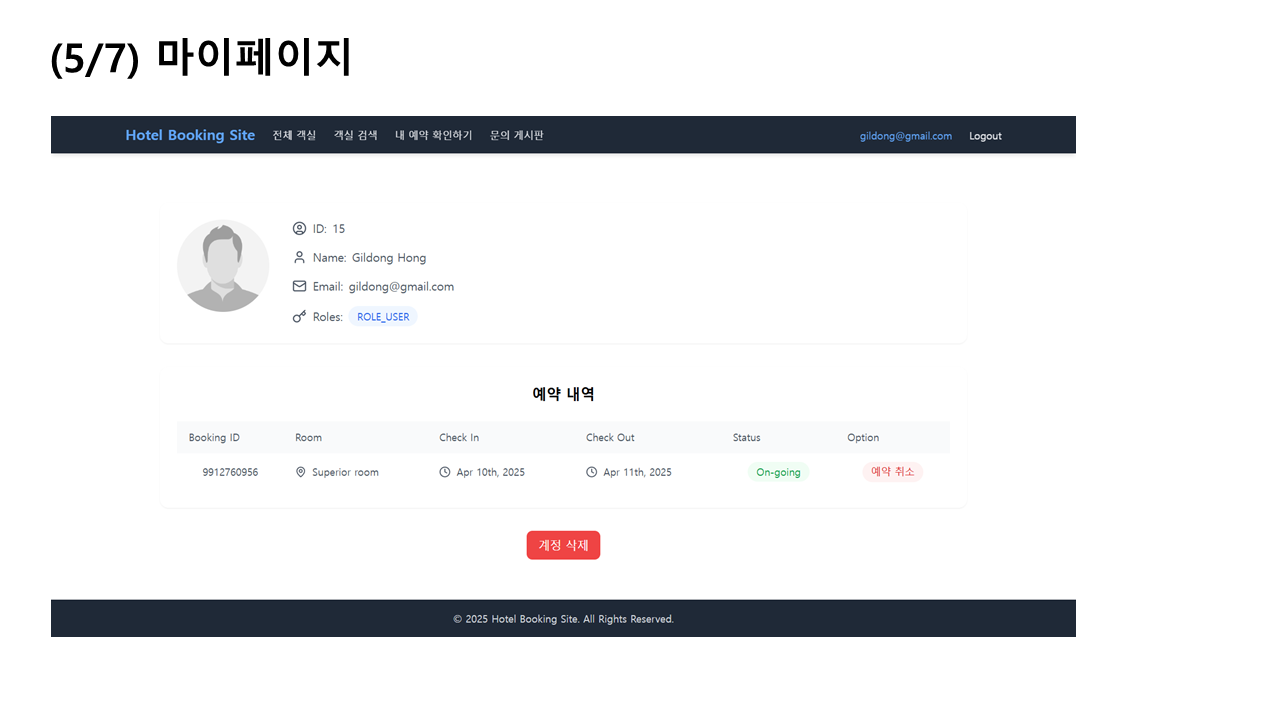 (5/7) 마이페이지
Hotel Booking Site 전체 객실 객실 검색 내 예약 확인하기 문의 게시판 gildong@gmail.com Logout
ID: 15
Name: Gildong Hong
Email: gildong@gmail.com
Roles: ROLE_USER
예약 내역
Booking ID Room Check In Check Out Status Option
9912760956 Superior room Apr 10th, 2025 Apr 11th, 2025 On-going 예약 취소
계정 삭제
© 2025 Hotel Booking Site. All Rights Reserved.